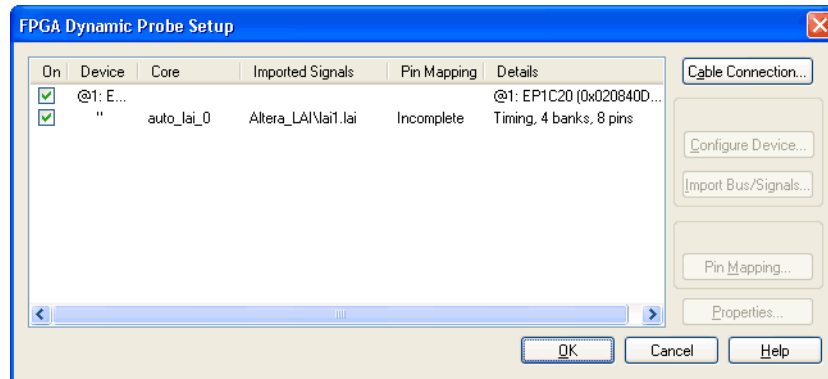 FPGA Dynamic Probe Setup
On Device Core Imported Signals Pin Mapping Details
@1: E... @1: EP1C20 (0x020840D...
" auto_lai_0 Altera_LAI\lai1.lai Incomplete Timing, 4 banks, 8 pins
Cable Connection...
Configure Device...
Import Bus/Signals...
Pin Mapping...
Properties...
OK Cancel Help